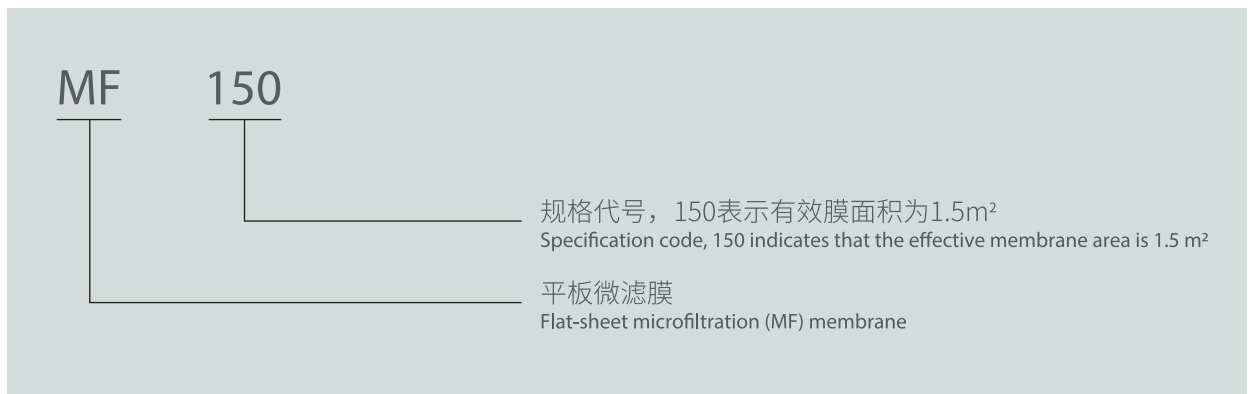 MF 150
规格代号，150表示有效膜面积为1.5m²
Specification code, 150 indicates that the effective membrane area is 1.5 m²
平板微滤膜
Flat-sheet microfiltration (MF) membrane